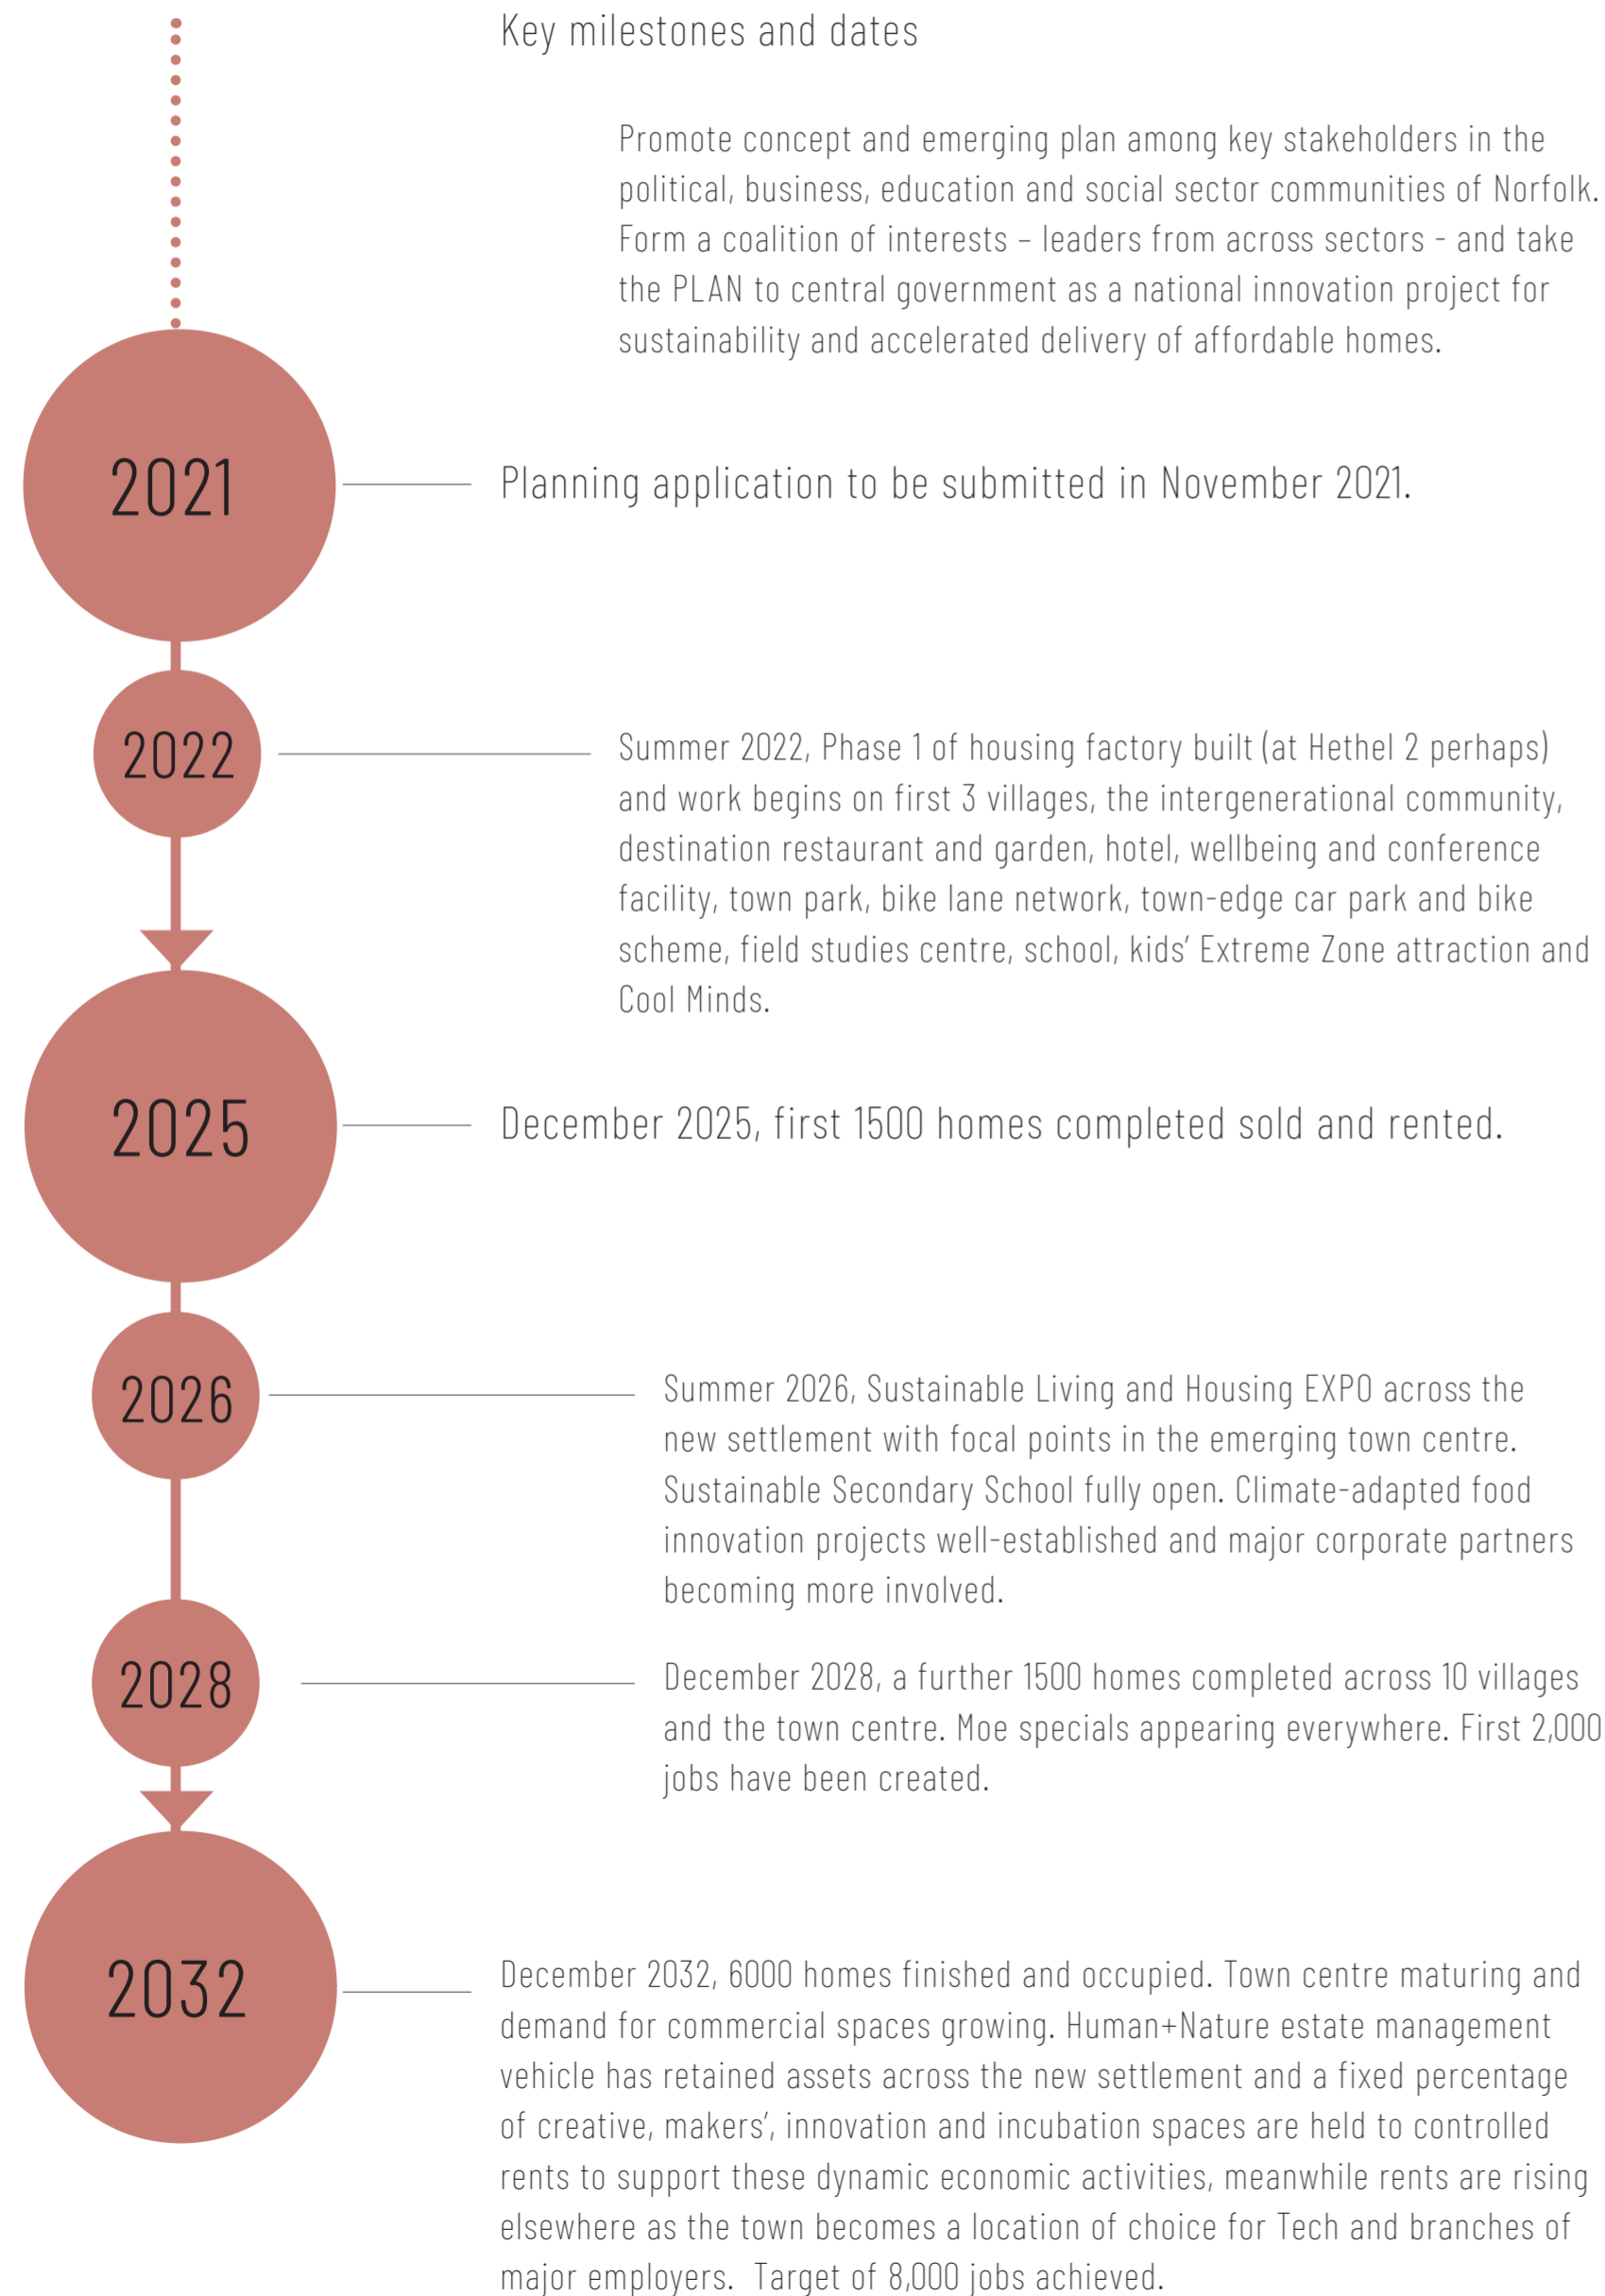 Key milestones and dates
Promote concept and emerging plan among key stakeholders in the
political, business, education and social sector communities of Norfolk.
Form a coalition of interests – leaders from across sectors - and take
the PLAN to central government as a national innovation project for
sustainability and accelerated delivery of affordable homes.
2021
Planning application to be submitted in November 2021.
2022
Summer 2022, Phase 1 of housing factory built (at Hethel 2 perhaps)
and work begins on first 3 villages, the intergenerational community,
destination restaurant and garden, hotel, wellbeing and conference
facility, town park, bike lane network, town-edge car park and bike
scheme, field studies centre, school, kids’ Extreme Zone attraction and
Cool Minds.
2025
December 2025, first 1500 homes completed sold and rented.
2026
Summer 2026, Sustainable Living and Housing EXPO across the
new settlement with focal points in the emerging town centre.
Sustainable Secondary School fully open. Climate-adapted food
innovation projects well-established and major corporate partners
becoming more involved.
2028
December 2028, a further 1500 homes completed across 10 villages
and the town centre. Moe specials appearing everywhere. First 2,000
jobs have been created.
2032
December 2032, 6000 homes finished and occupied. Town centre maturing and
demand for commercial spaces growing. Human+Nature estate management
vehicle has retained assets across the new settlement and a fixed percentage
of creative, makers’, innovation and incubation spaces are held to controlled
rents to support these dynamic economic activities, meanwhile rents are rising
elsewhere as the town becomes a location of choice for Tech and branches of
major employers. Target of 8,000 jobs achieved.